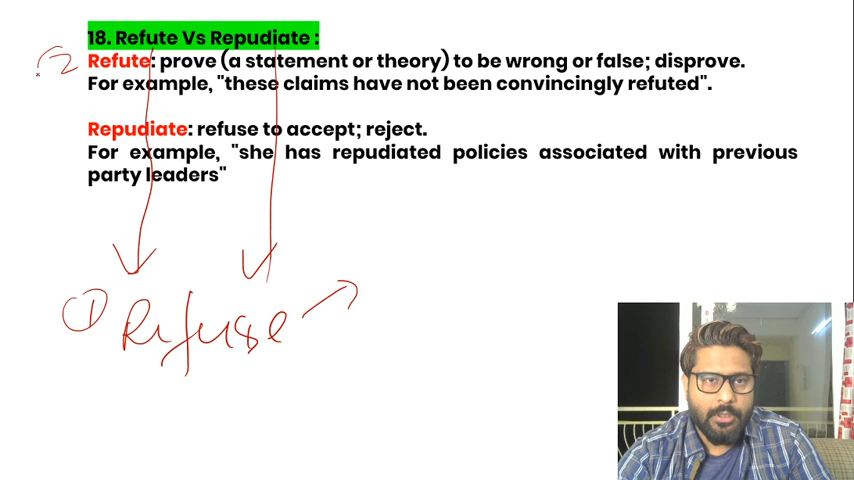 18. Refute Vs Repudiate :
Refute: prove (a statement or theory) to be wrong or false; disprove.
For example, "these claims have not been convincingly refuted".
Repudiate: refuse to accept; reject.
For example, "she has repudiated policies associated with previous
party leaders"
① Refuse